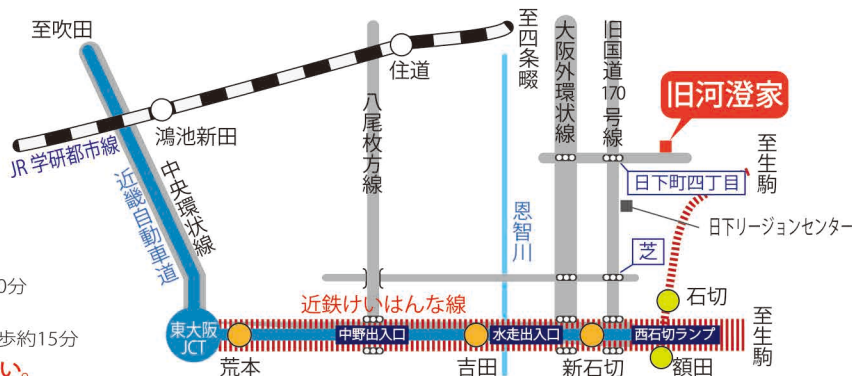 至吹田
住道
至四条畷
大阪外環状線
旧国道170号線
旧河澄家
鴻池新田
八尾枚方線
JR学研都市線
近畿自動車道
中央環状線
恩智川
日下町四丁目
至生駒
日下リージョンセンター
芝
0分
近鉄けいはんな線
石切
歩約15分
東大阪
JCT
中野出入口
水走出入口
西石切ランプ
至生駒
い。
荒本
吉田
新石切
額田